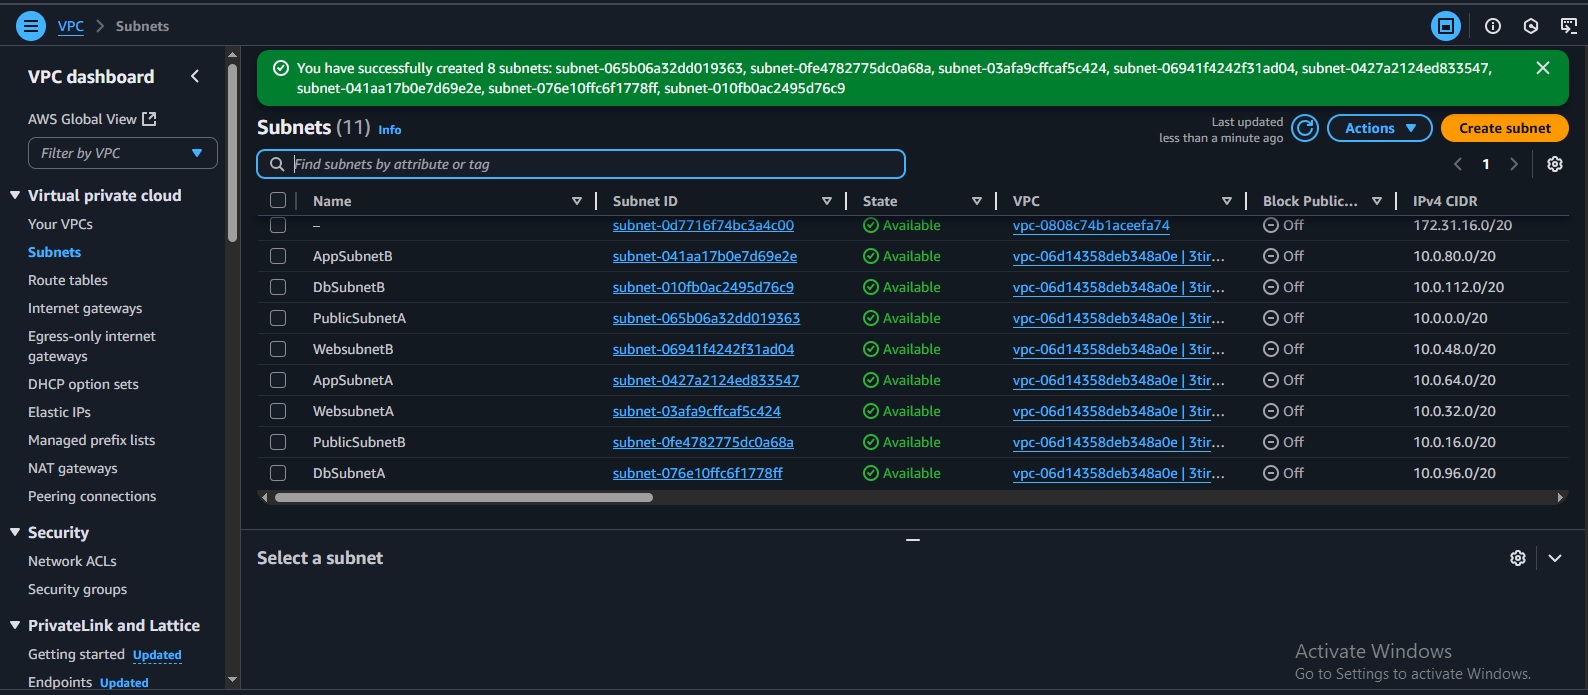 VPC > Subnets
VPC dashboard
AWS Global View
Filter by VPC
Virtual private cloud
Your VPCs
Subnets
Route tables
Internet gateways
Egress-only internet
gateways
DHCP option sets
Elastic IPs
Managed prefix lists
NAT gateways
Peering connections
Security
Network ACLs
Security groups
PrivateLink and Lattice
Getting started Updated
Endpoints Updated
You have successfully created 8 subnets: subnet-065b06a32dd019363, subnet-0fe4782775dc0a68a, subnet-03afa9cffcaf5c424, subnet-06941f4242f31ad04, subnet-0427a2124ed833547,
subnet-041aa17b0e7d69e2e, subnet-076e10ffc6f1778ff, subnet-010fb0ac2495d76c9
Subnets (11) Info
Last updated
less than a minute ago
Actions
Create subnet
Find subnets by attribute or tag
1
Name Subnet ID State VPC Block Public... IPv4 CIDR
– subnet-0d7716f74bc3a4c00 Available vpc-0808c74b1aceefa74 Off 172.31.16.0/20
AppSubnetB subnet-041aa17b0e7d69e2e Available vpc-06d14358deb348a0e | 3tir... Off 10.0.80.0/20
DbSubnetB subnet-010fb0ac2495d76c9 Available vpc-06d14358deb348a0e | 3tir... Off 10.0.112.0/20
PublicSubnetA subnet-065b06a32dd019363 Available vpc-06d14358deb348a0e | 3tir... Off 10.0.0.0/20
WebsubnetB subnet-06941f4242f31ad04 Available vpc-06d14358deb348a0e | 3tir... Off 10.0.48.0/20
AppSubnetA subnet-0427a2124ed833547 Available vpc-06d14358deb348a0e | 3tir... Off 10.0.64.0/20
WebsubnetA subnet-03afa9cffcaf5c424 Available vpc-06d14358deb348a0e | 3tir... Off 10.0.32.0/20
PublicSubnetB subnet-0fe4782775dc0a68a Available vpc-06d14358deb348a0e | 3tir... Off 10.0.16.0/20
DbSubnetA subnet-076e10ffc6f1778ff Available vpc-06d14358deb348a0e | 3tir... Off 10.0.96.0/20
Select a subnet
Activate Windows
Go to Settings to activate Windows.